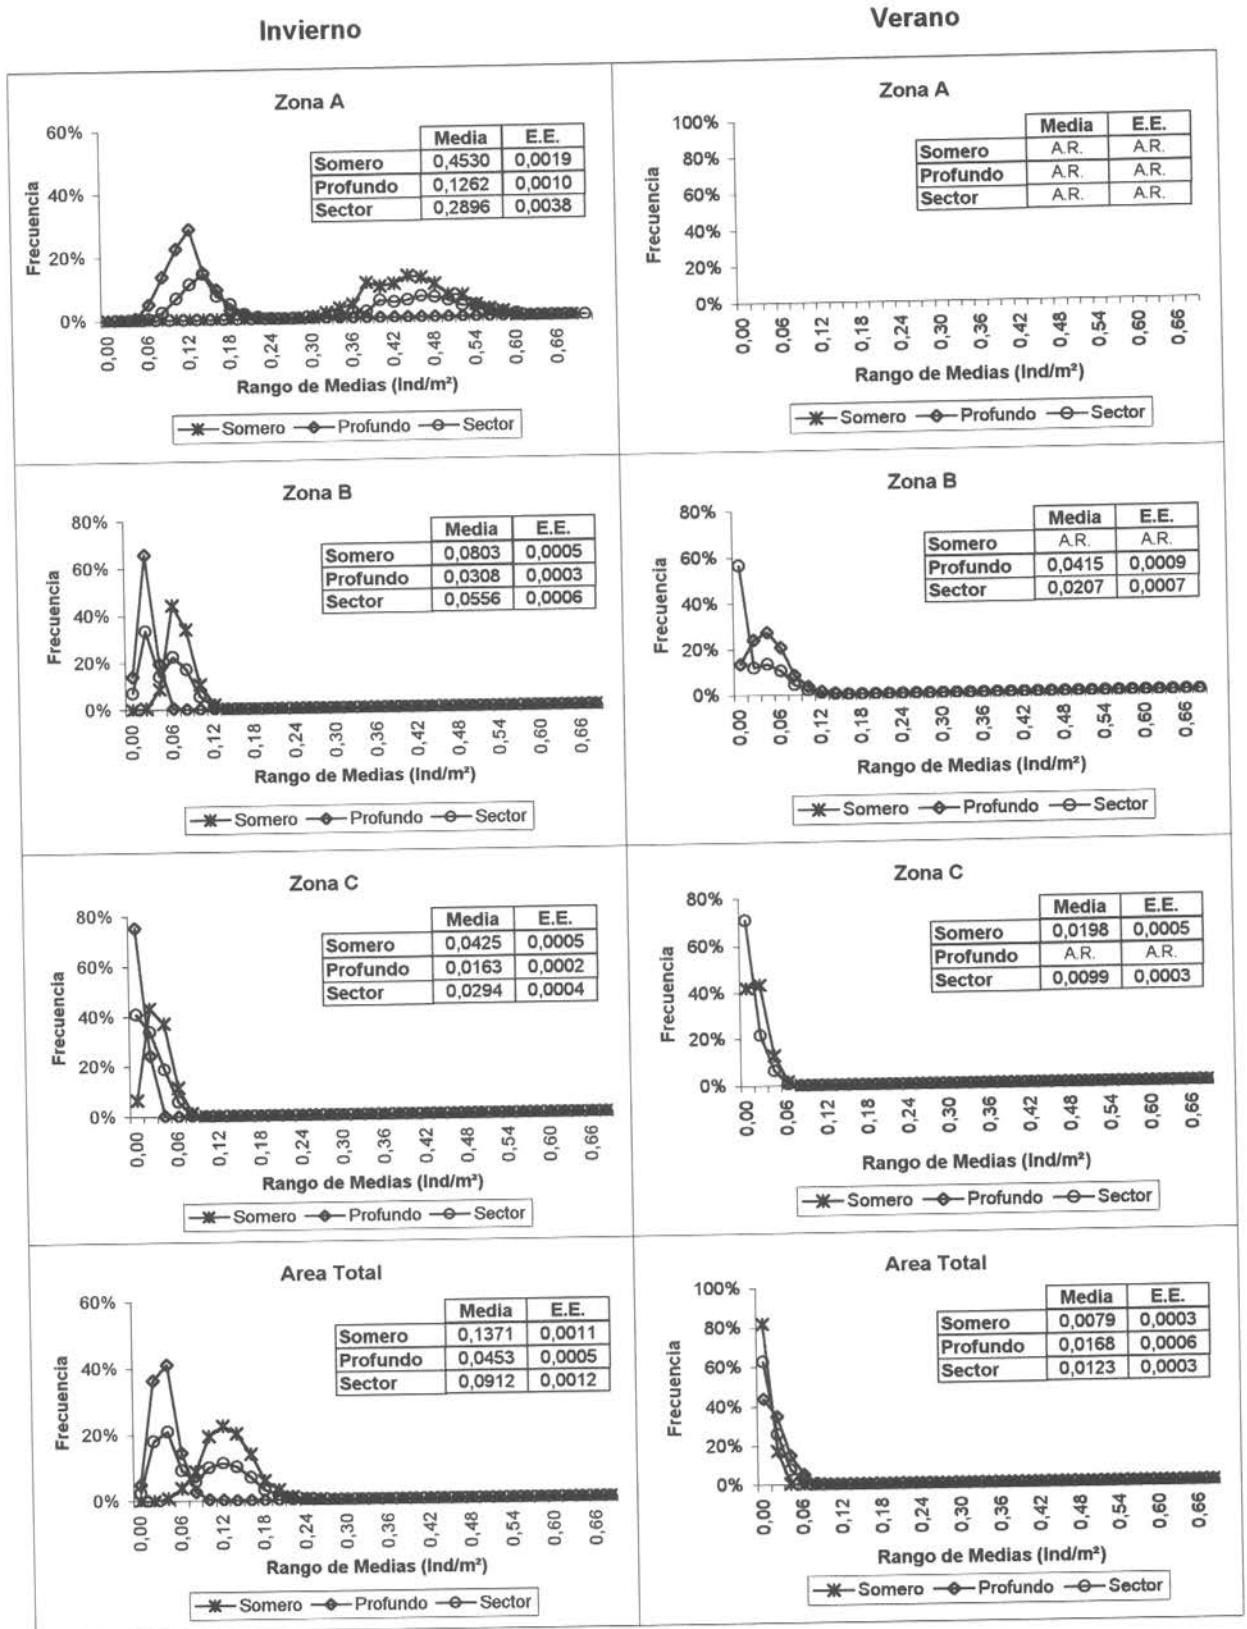 Invierno
Verano
Zona A
Media E.E.
Somero 0,4530 0,0019
Profundo 0,1262 0,0010
Sector 0,2896 0,0038
60%
40%
20%
0%
Frecuencia
0,00 0,06 0,12 0,18 0,24 0,30 0,36 0,42 0,48 0,54 0,60 0,66
Rango de Medias (Ind/m²)
Somero Profundo Sector
Zona A
Media E.E.
Somero A.R. A.R.
Profundo A.R. A.R.
Sector A.R. A.R.
100%
80%
60%
40%
20%
0%
Frecuencia
0,00 0,06 0,12 0,18 0,24 0,30 0,36 0,42 0,48 0,54 0,60 0,66
Rango de Medias (Ind/m²)
Somero Profundo Sector
Zona B
Media E.E.
Somero 0,0803 0,0005
Profundo 0,0308 0,0003
Sector 0,0556 0,0006
80%
60%
40%
20%
0%
Frecuencia
0,00 0,06 0,12 0,18 0,24 0,30 0,36 0,42 0,48 0,54 0,60 0,66
Rango de Medias (Ind/m²)
Somero Profundo Sector
Zona B
Media E.E.
Somero A.R. A.R.
Profundo 0,0415 0,0009
Sector 0,0207 0,0007
80%
60%
40%
20%
0%
Frecuencia
0,00 0,06 0,12 0,18 0,24 0,30 0,36 0,42 0,48 0,54 0,60 0,66
Rango de Medias (Ind/m²)
Somero Profundo Sector
Zona C
Media E.E.
Somero 0,0425 0,0005
Profundo 0,0163 0,0002
Sector 0,0294 0,0004
80%
60%
40%
20%
0%
Frecuencia
0,00 0,06 0,12 0,18 0,24 0,30 0,36 0,42 0,48 0,54 0,60 0,66
Rango de Medias (Ind/m²)
Somero Profundo Sector
Zona C
Media E.E.
Somero 0,0198 0,0005
Profundo A.R. A.R.
Sector 0,0099 0,0003
80%
60%
40%
20%
0%
Frecuencia
0,00 0,06 0,12 0,18 0,24 0,30 0,36 0,42 0,48 0,54 0,60 0,66
Rango de Medias (Ind/m²)
Somero Profundo Sector
Area Total
Media E.E.
Somero 0,1371 0,0011
Profundo 0,0453 0,0005
Sector 0,0912 0,0012
60%
40%
20%
0%
Frecuencia
0,00 0,06 0,12 0,18 0,24 0,30 0,36 0,42 0,48 0,54 0,60 0,66
Rango de Medias (Ind/m²)
Somero Profundo Sector
Area Total
Media E.E.
Somero 0,0079 0,0003
Profundo 0,0168 0,0006
Sector 0,0123 0,0003
100%
80%
60%
40%
20%
0%
Frecuencia
0,00 0,06 0,12 0,18 0,24 0,30 0,36 0,42 0,48 0,54 0,60 0,66
Rango de Medias (Ind/m²)
Somero Profundo Sector